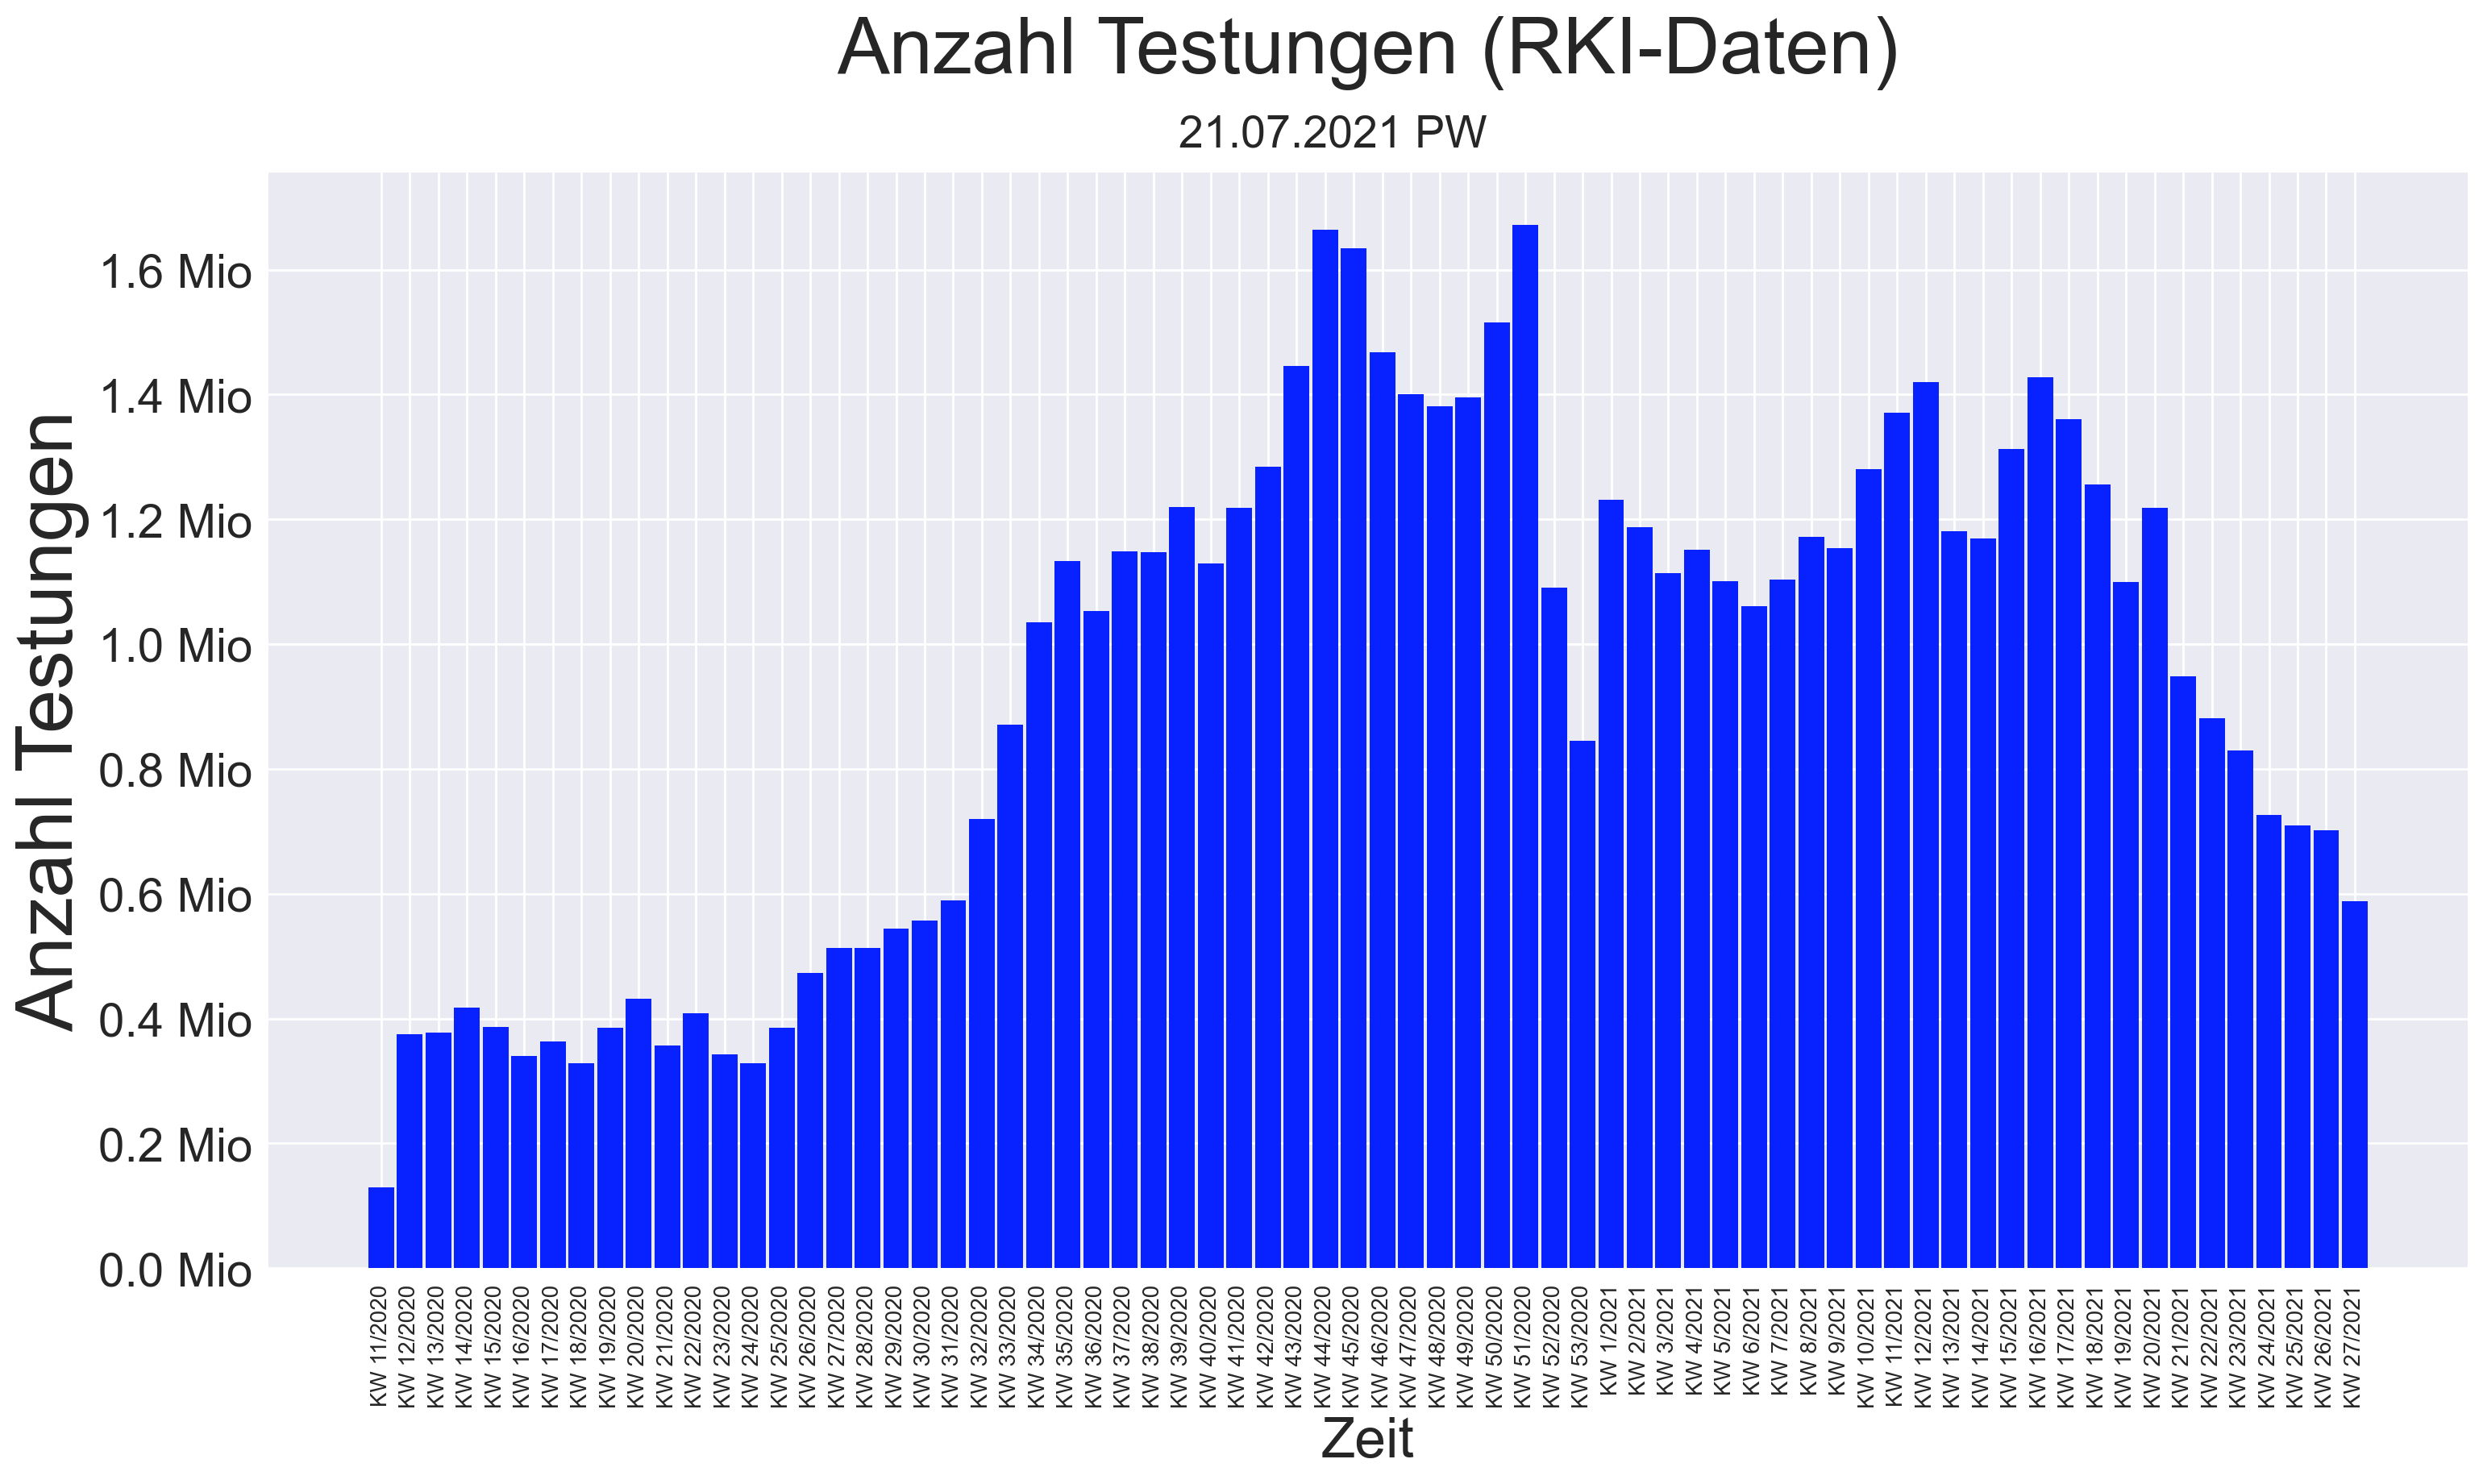 Anzahl Testungen (RKI-Daten)
21.07.2021 PW
Anzahl Testungen
1.6 Mio
1.4 Mio
1.2 Mio
1.0 Mio
0.8 Mio
0.6 Mio
0.4 Mio
0.2 Mio
0.0 Mio
KW 11/2020
KW 12/2020
KW 13/2020
KW 14/2020
KW 15/2020
KW 16/2020
KW 17/2020
KW 18/2020
KW 19/2020
KW 20/2020
KW 21/2020
KW 22/2020
KW 23/2020
KW 24/2020
KW 25/2020
KW 26/2020
KW 27/2020
KW 28/2020
KW 29/2020
KW 30/2020
KW 31/2020
KW 32/2020
KW 33/2020
KW 34/2020
KW 35/2020
KW 36/2020
KW 37/2020
KW 38/2020
KW 39/2020
KW 40/2020
KW 41/2020
KW 42/2020
KW 43/2020
KW 44/2020
KW 45/2020
KW 46/2020
KW 47/2020
KW 48/2020
KW 49/2020
KW 50/2020
KW 51/2020
KW 52/2020
KW 53/2020
KW 1/2021
KW 2/2021
KW 3/2021
KW 4/2021
KW 5/2021
KW 6/2021
KW 7/2021
KW 8/2021
KW 9/2021
KW 10/2021
KW 11/2021
KW 12/2021
KW 13/2021
KW 14/2021
KW 15/2021
KW 16/2021
KW 17/2021
KW 18/2021
KW 19/2021
KW 20/2021
KW 21/2021
KW 22/2021
KW 23/2021
KW 24/2021
KW 25/2021
KW 26/2021
KW 27/2021
Zeit